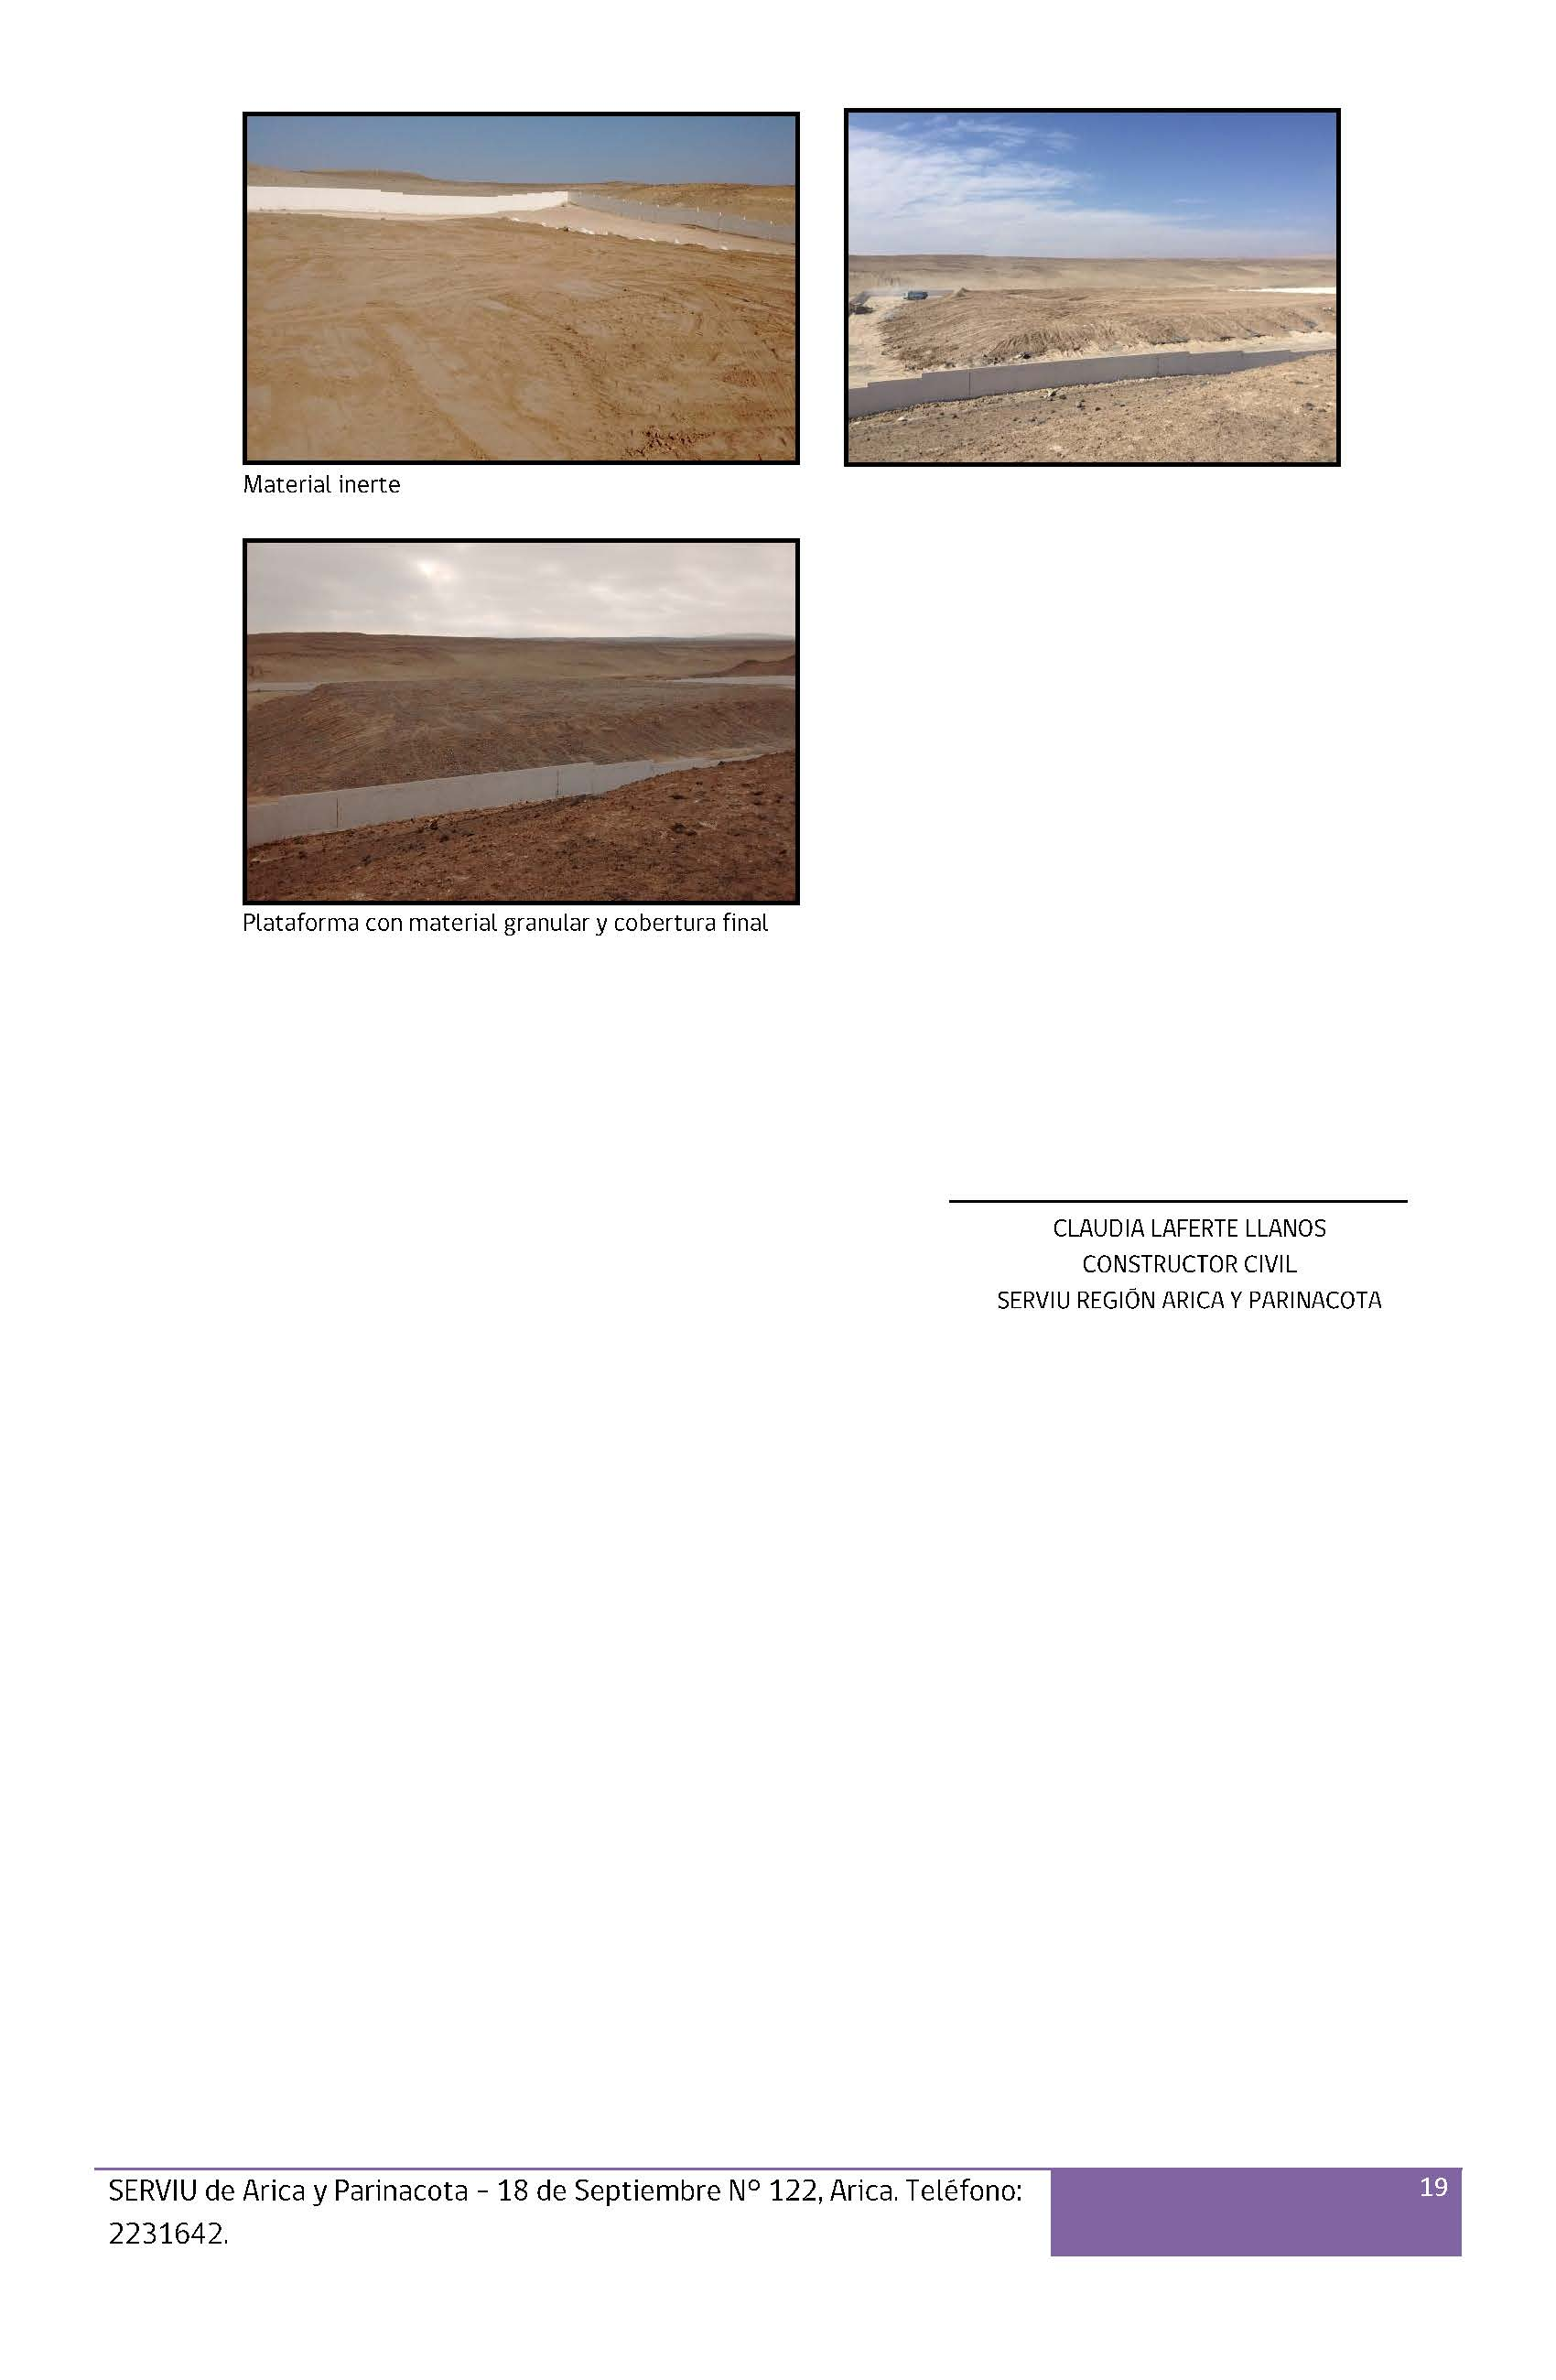 Material inerte
Plataforma con material granular y cobertura final
CLAUDIA LAFERTE LLANOS
CONSTRUCTOR CIVIL
SERVIU REGIÓN ARICA Y PARINACOTA
SERVIU de Arica y Parinacota – 18 de Septiembre Nº 122, Arica. Teléfono:
2231642.
19